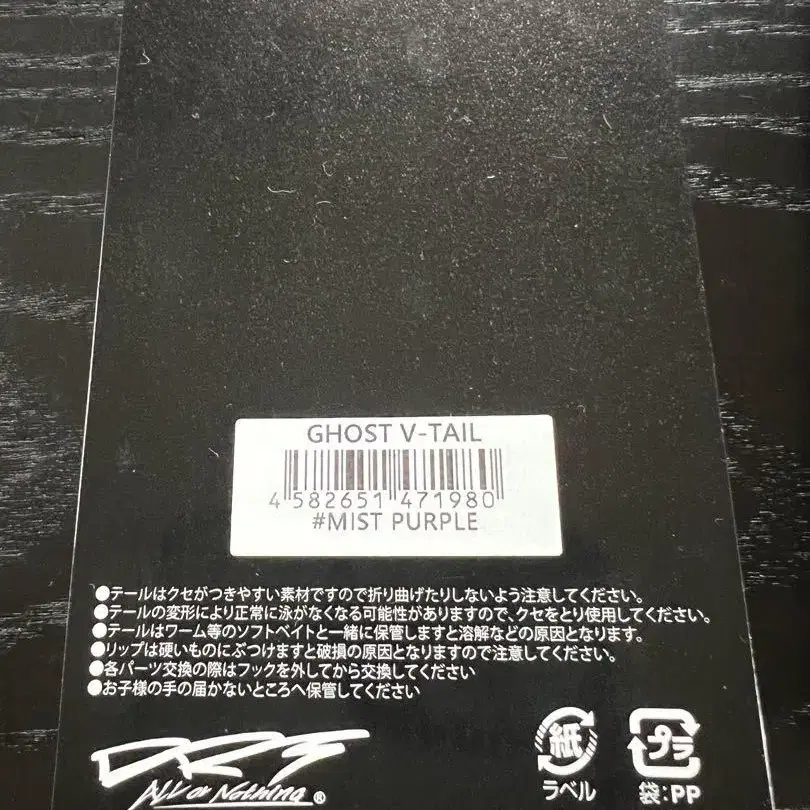 GHOST V-TAIL
4 582651 471980
#MIST PURPLE
●テールはクセがつきやすい素材ですので折り曲げたりしないよう注意してください。
●テールの変形により正常に泳がなくなる可能性がありますので、クセをとり使用してください。
●テールはワーム等のソフトベイトと一緒に保管しますと溶解などの原因となります。
●リップは硬いものにぶつけますと破損の原因となりますので注意してください。
●各パーツ交換の際はフックを外してから交換してください
●お子様の手の届かないところへ保管してください
DRT
All or Nothing®
紙
ラベル
プラ
袋:PP